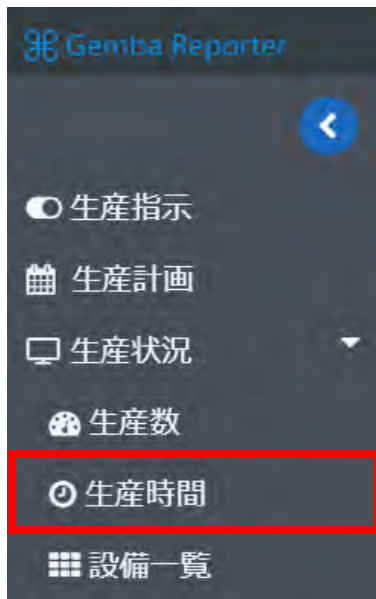 Gemba Reporter
生産指示
生産計画
生産状況
生産数
生産時間
設備一覧